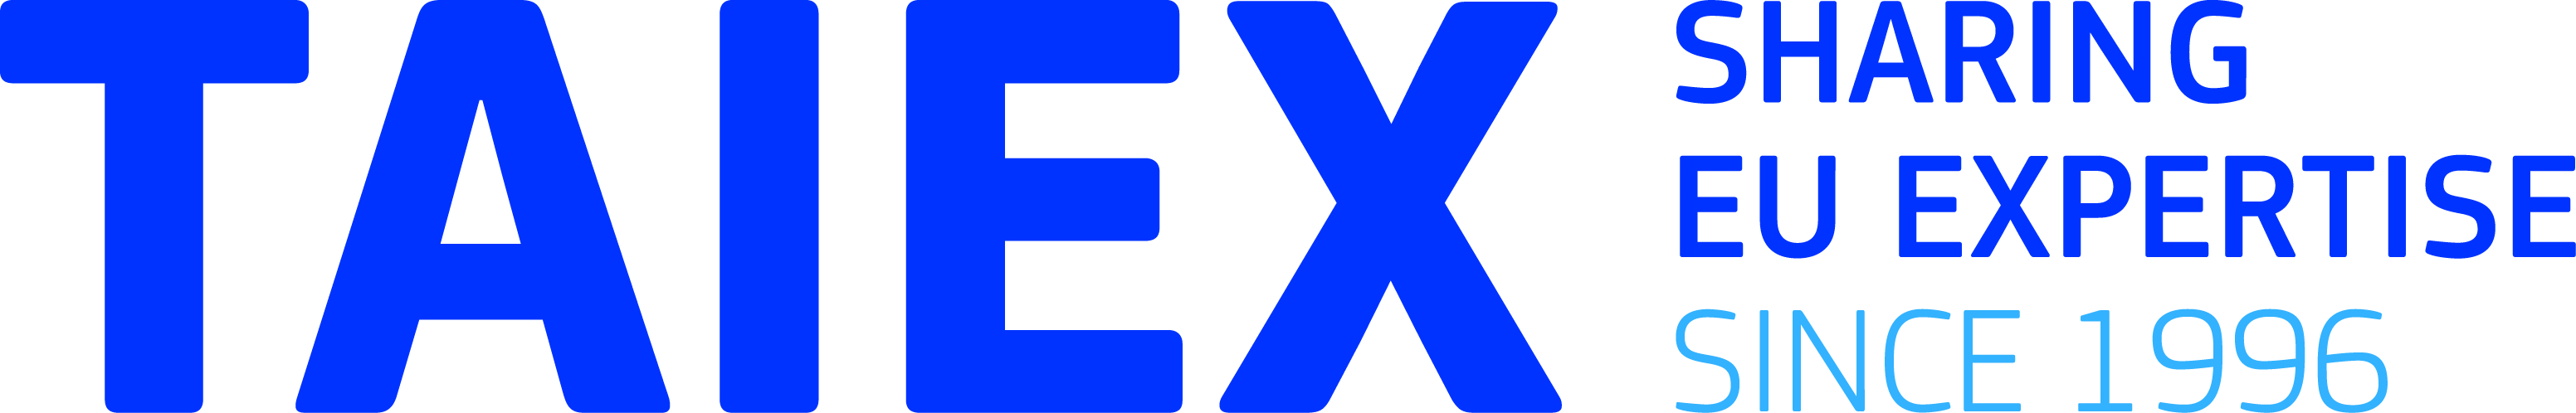 TAIEX
SHARING
EU EXPERTISE
SINCE 1996